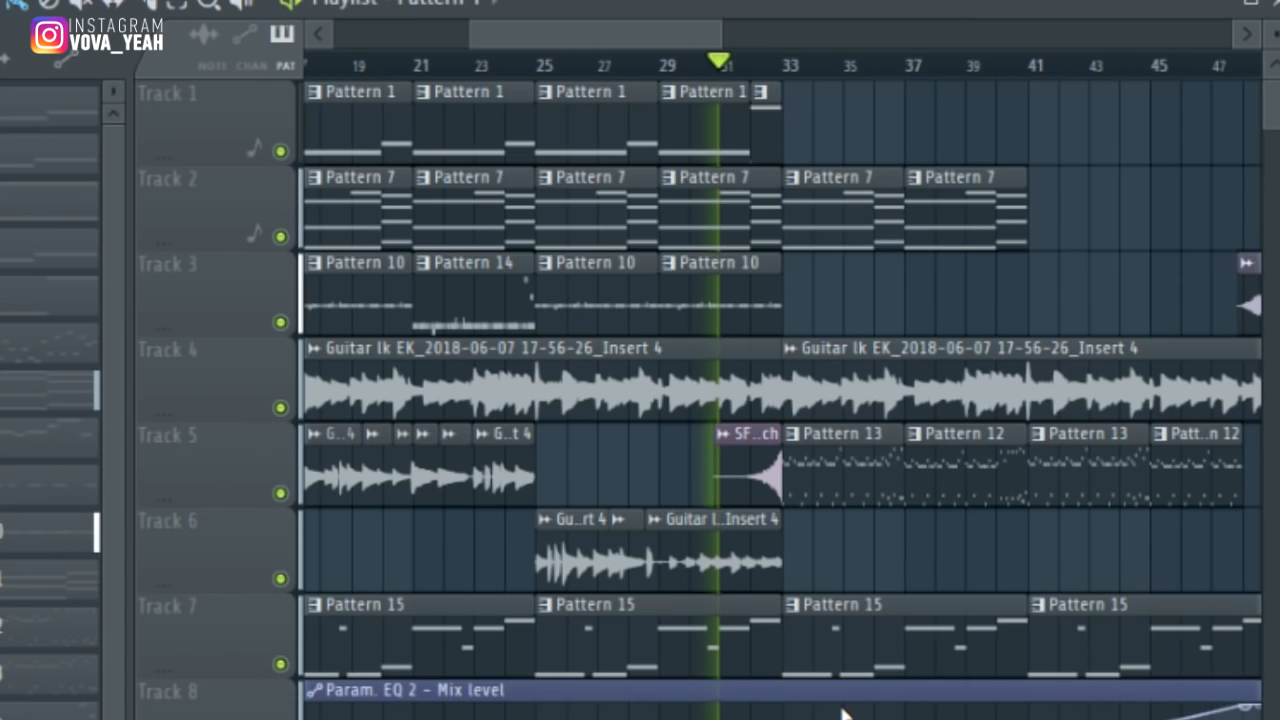 Playlist - Pattern
INSTAGRAM
VOVA_YEAH
NOTE CHAN PAT
19 21 23 25 27 29 31 33 35 37 39 41 43 45 47
Track 1
Pattern 1 Pattern 1 Pattern 1 Pattern 1
Track 2
Pattern 7 Pattern 7 Pattern 7 Pattern 7 Pattern 7 Pattern 7
Track 3
Pattern 10 Pattern 14 Pattern 10 Pattern 10
Track 4
Guitar lk EK_2018-06-07 17-56-26_Insert 4 Guitar lk EK_2018-06-07 17-56-26_Insert 4
Track 5
G..4 G..t 4 SF..ch Pattern 13 Pattern 12 Pattern 13 Patt..n 12
Track 6
Gu..rt 4 Guitar l..Insert 4
Track 7
Pattern 15 Pattern 15 Pattern 15 Pattern 15
Track 8
Param. EQ 2 - Mix level